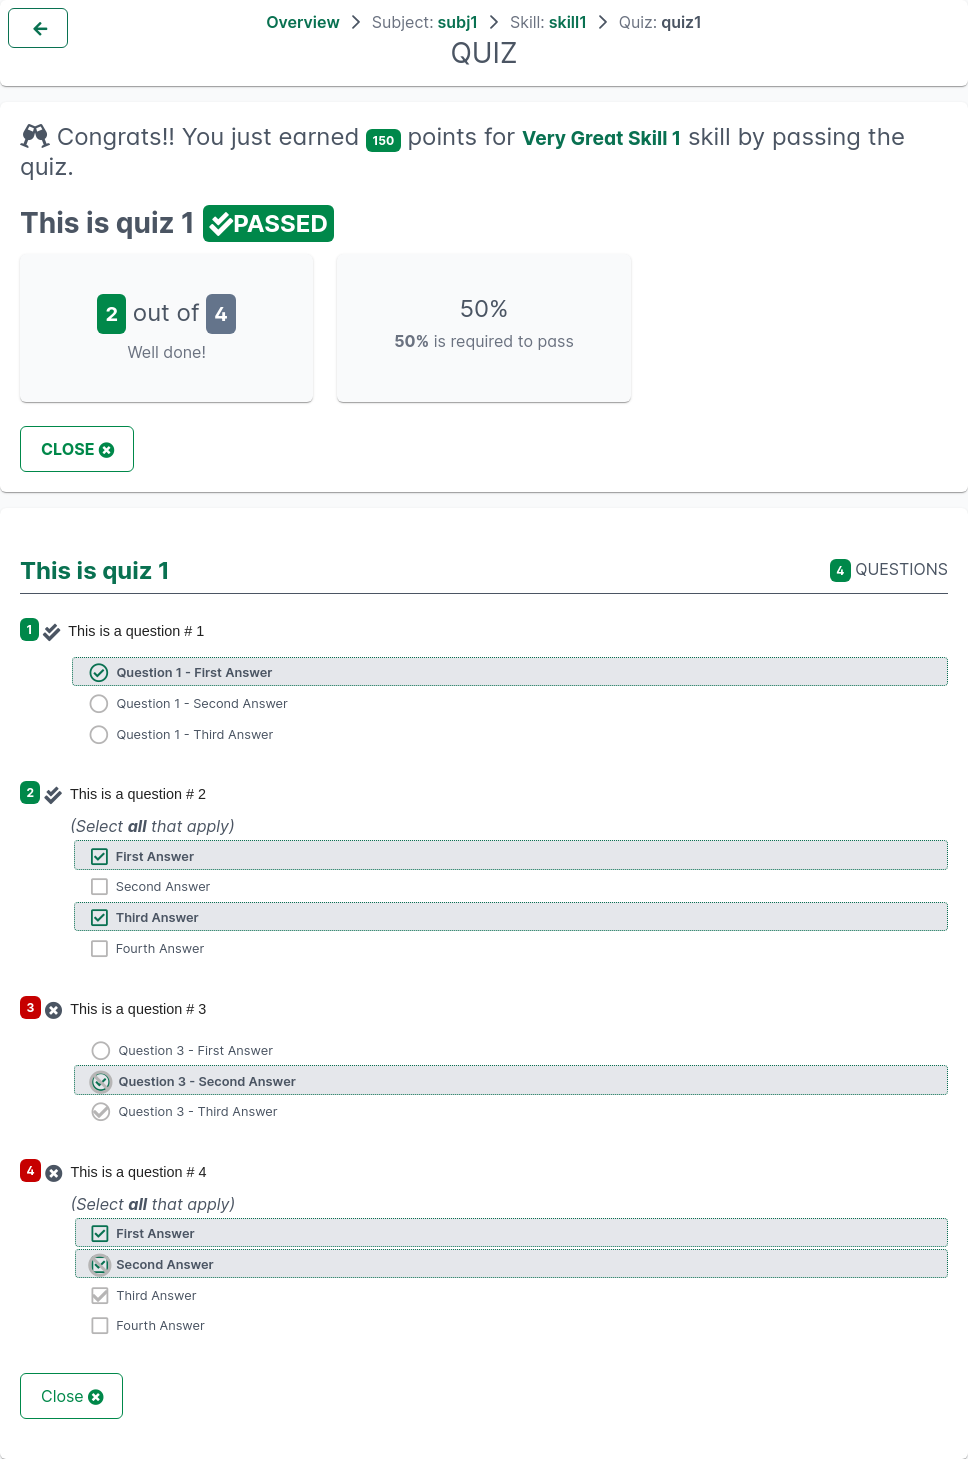 Overview > Subject: subj1 > Skill: skill1 > Quiz: quiz1
QUIZ
Congrats!! You just earned 150 points for Very Great Skill 1 skill by passing the
quiz.
This is quiz 1 PASSED
2 out of 4
Well done!
50%
50% is required to pass
CLOSE
This is quiz 1
4 QUESTIONS
1 This is a question # 1
Question 1 - First Answer
Question 1 - Second Answer
Question 1 - Third Answer
2 This is a question # 2
(Select all that apply)
First Answer
Second Answer
Third Answer
Fourth Answer
3 This is a question # 3
Question 3 - First Answer
Question 3 - Second Answer
Question 3 - Third Answer
4 This is a question # 4
(Select all that apply)
First Answer
Second Answer
Third Answer
Fourth Answer
Close